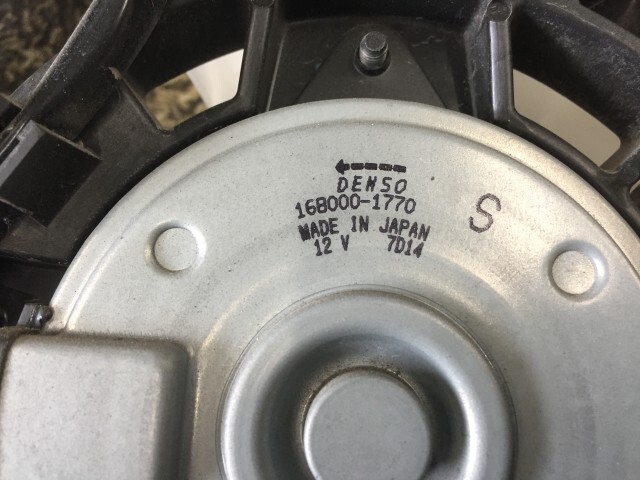 DENSO
168000-1770
S
MADE IN JAPAN
12 V 7D14